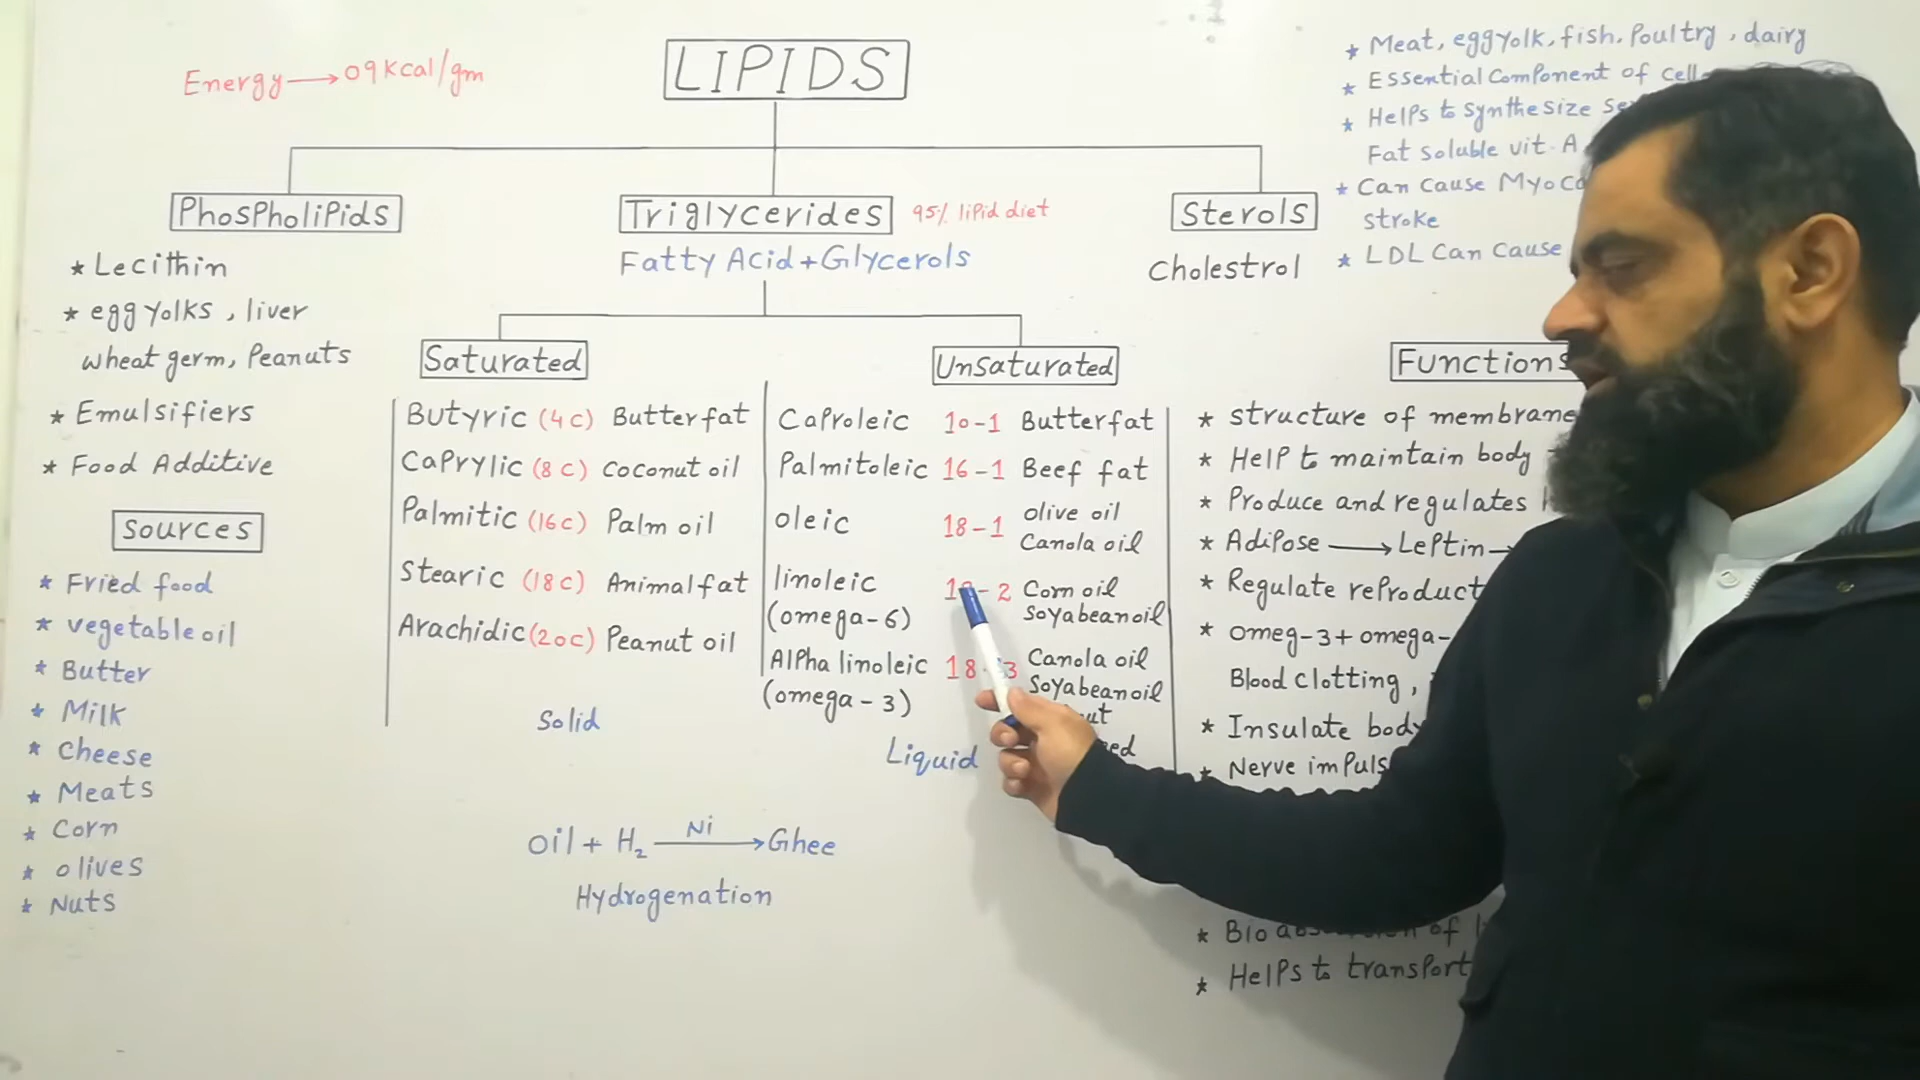 LIPIDS
Energy → 09Kcal/gm
Phospholipids
* Lecithin
* egg yolks, liver
wheat germ, Peanuts
* Emulsifiers
* Food Additive
Sources
* Fried food
* vegetable oil
* Butter
* Milk
* Cheese
* Meats
* Corn
* olives
* Nuts
Triglycerides 95% lipid diet
Fatty Acid + Glycerols
Saturated
Butyric (4c) Butterfat
Caprylic (8c) Coconut oil
Palmitic (16c) Palm oil
Stearic (18c) Animal fat
Arachidic (20c) Peanut oil
Solid
Unsaturated
Caproleic 10-1 Butterfat
Palmitoleic 16-1 Beef fat
oleic 18-1 olive oil
Canola oil
linoleic - 2 Corn oil
(omega-6) Soyabean oil
Alpha linoleic 18 3 Canola oil
(omega-3) Soyabean oil
Liquid
Oil + H₂ Ni → Ghee
Hydrogenation
Sterols
Cholestrol
* Meat, egg yolk, fish, Poultry, dairy
* Essential Component of cell
* Helps to synthesize
Fat soluble vit. A
* Can cause
stroke
* LDL Can Cause
Functions
* structure of membrane
* Help to maintain body
* Produce and regulates
* Adipose → Leptin →
* Regulate
* omeg-3 + omega-
Blood clotting,
* Insulate body
* Nerve
* Bio of
* Helps to transport